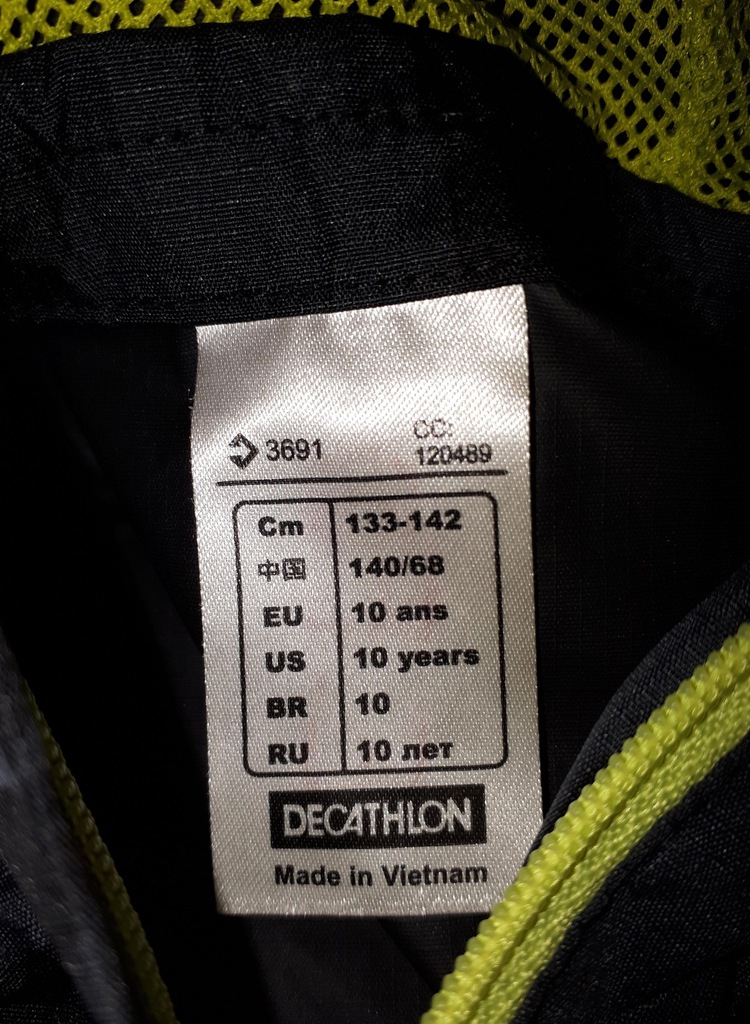 3691 CC:
120489
Cm 133-142
中国 140/68
EU 10 ans
US 10 years
BR 10
RU 10 лет
DECATHLON
Made in Vietnam